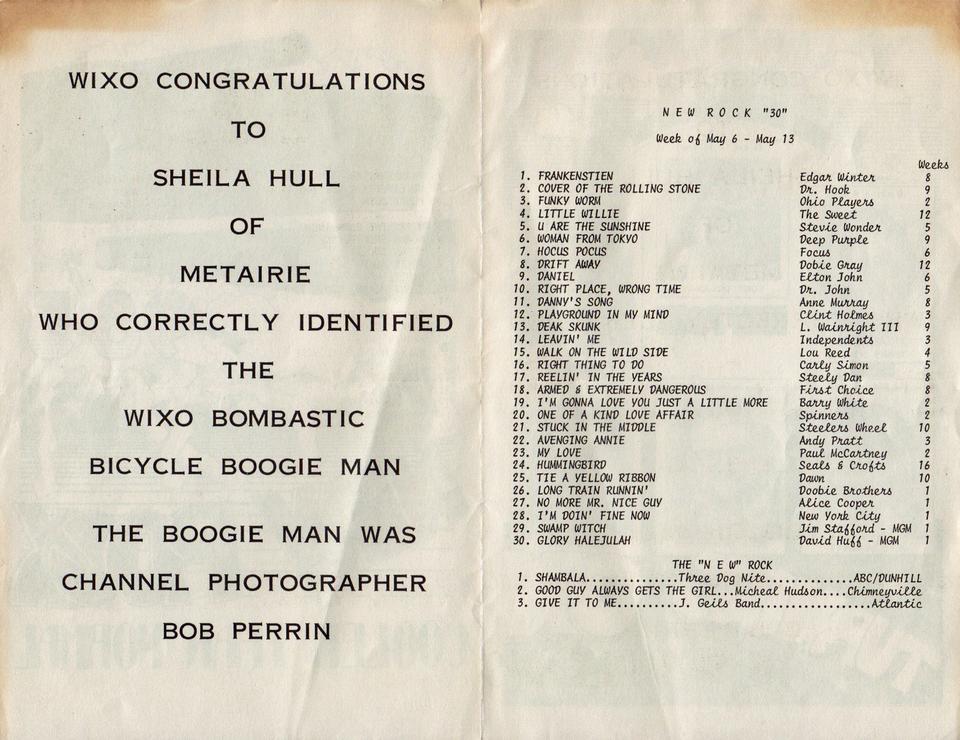 WIXO CONGRATULATIONS
TO
SHEILA HULL
OF
METAIRIE
WHO CORRECTLY IDENTIFIED
THE
WIXO BOMBASTIC
BICYCLE BOOGIE MAN
THE BOOGIE MAN WAS
CHANNEL PHOTOGRAPHER
BOB PERRIN
NEW ROCK "30"
Week of May 6 - May 13
Weeks
1. FRANKENSTIEN Edgar Winter 8
2. COVER OF THE ROLLING STONE Dr. Hook 9
3. FUNKY WORM Ohio Players 2
4. LITTLE WILLIE The Sweet 12
5. U ARE THE SUNSHINE Stevie Wonder 5
6. WOMAN FROM TOKYO Deep Purple 9
7. HOCUS POCUS Focus 6
8. DRIFT AWAY Dobie Gray 12
9. DANIEL Elton John 6
10. RIGHT PLACE, WRONG TIME Dr. John 5
11. DANNY'S SONG Anne Murray 8
12. PLAYGROUND IN MY MIND Clint Holmes 3
13. DEAK SKUNK L. Wainright III 9
14. LEAVIN' ME Independents 3
15. WALK ON THE WILD SIDE Lou Reed 4
16. RIGHT THING TO DO Carly Simon 5
17. REELIN' IN THE YEARS Steely Dan 8
18. ARMED & EXTREMELY DANGEROUS First Choice 8
19. I'M GONNA LOVE YOU JUST A LITTLE MORE Barry White 2
20. ONE OF A KIND LOVE AFFAIR Spinners 2
21. STUCK IN THE MIDDLE Steelers Wheel 10
22. AVENGING ANNIE Andy Pratt 3
23. MY LOVE Paul McCartney 2
24. HUMMINGBIRD Seals & Crofts 16
25. TIE A YELLOW RIBBON Dawn 10
26. LONG TRAIN RUNNIN' Doobie Brothers 1
27. NO MORE MR. NICE GUY Alice Cooper 1
28. I'M DOIN' FINE NOW New York City 1
29. SWAMP WITCH Jim Stafford - MGM 1
30. GLORY HALEJULAH David Huff - MGM 1
THE "N E W" ROCK
1. SHAMBALA..............Three Dog Nite.............ABC/DUNHILL
2. GOOD GUY ALWAYS GETS THE GIRL...Micheal Hudson....Chimneyville
3. GIVE IT TO ME..........J. Geils Band.................Atlantic